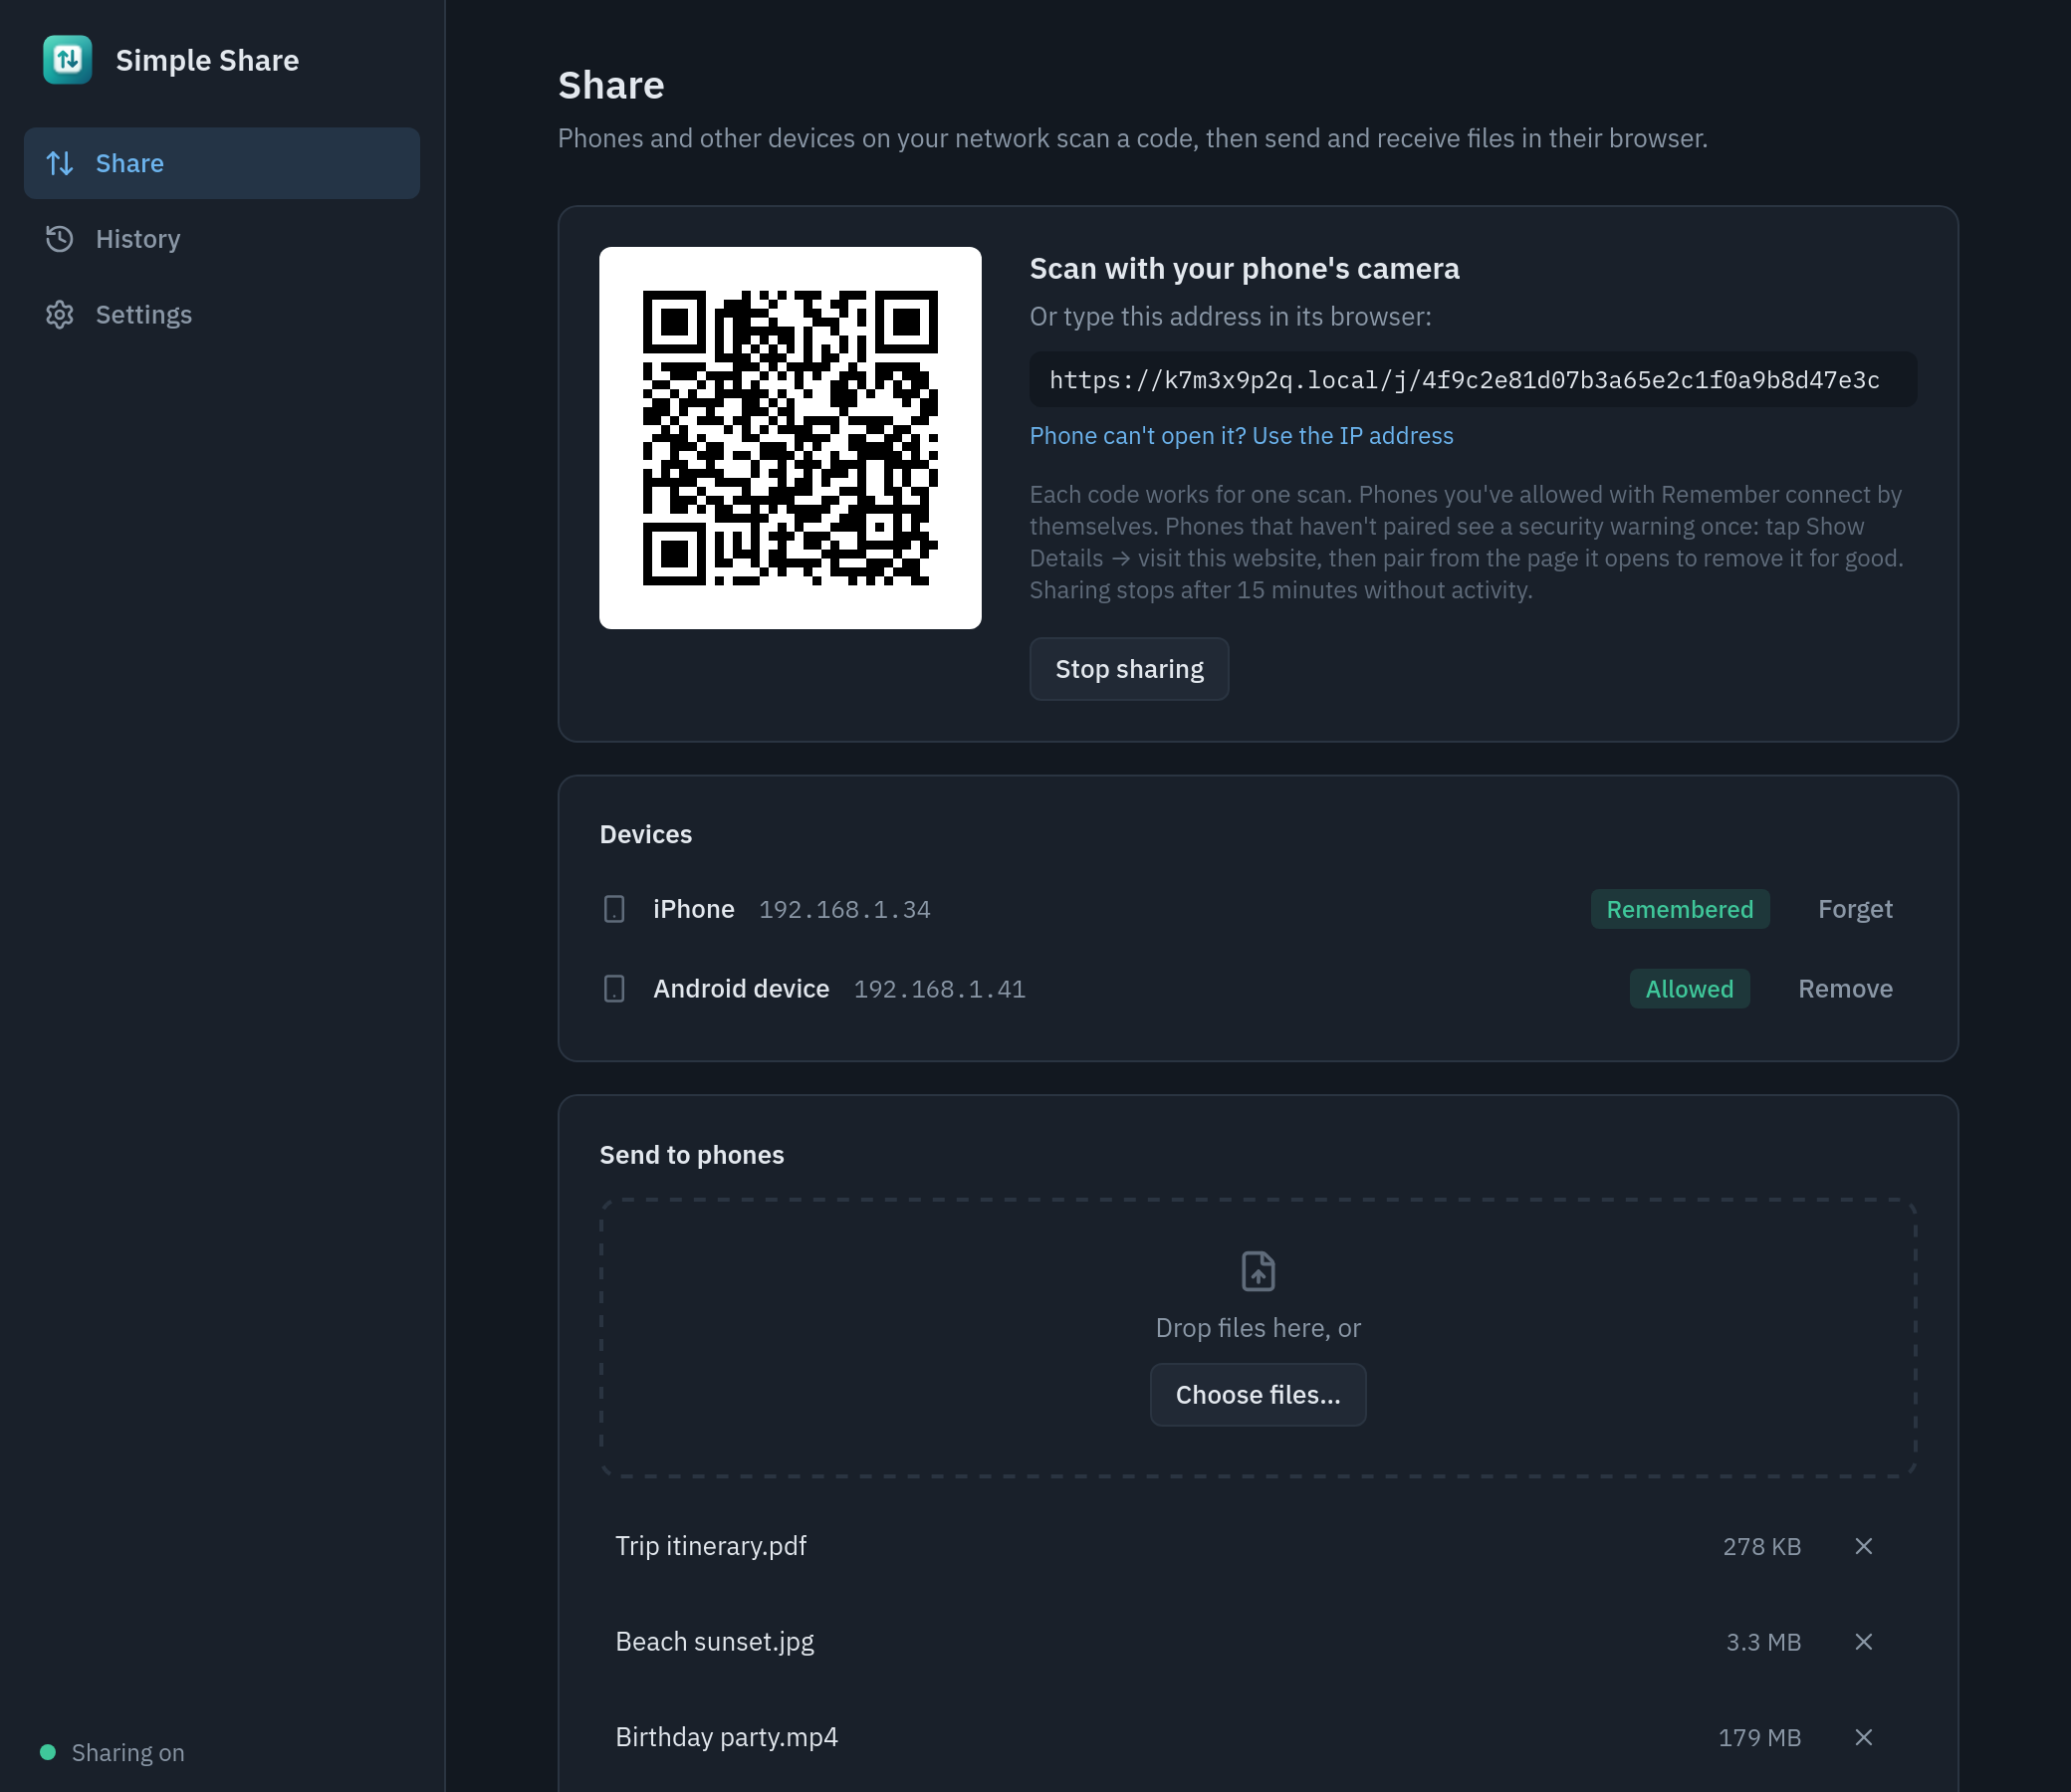 Simple Share
Share
History
Settings
Sharing on
Share
Phones and other devices on your network scan a code, then send and receive files in their browser.
Scan with your phone's camera
Or type this address in its browser:
https://k7m3x9p2q.local/j/4f9c2e81d07b3a65e2c1f0a9b8d47e3c
Phone can't open it? Use the IP address
Each code works for one scan. Phones you've allowed with Remember connect by
themselves. Phones that haven't paired see a security warning once: tap Show
Details → visit this website, then pair from the page it opens to remove it for good.
Sharing stops after 15 minutes without activity.
Stop sharing
Devices
iPhone 192.168.1.34 Remembered Forget
Android device 192.168.1.41 Allowed Remove
Send to phones
Drop files here, or
Choose files...
Trip itinerary.pdf 278 KB
Beach sunset.jpg 3.3 MB
Birthday party.mp4 179 MB